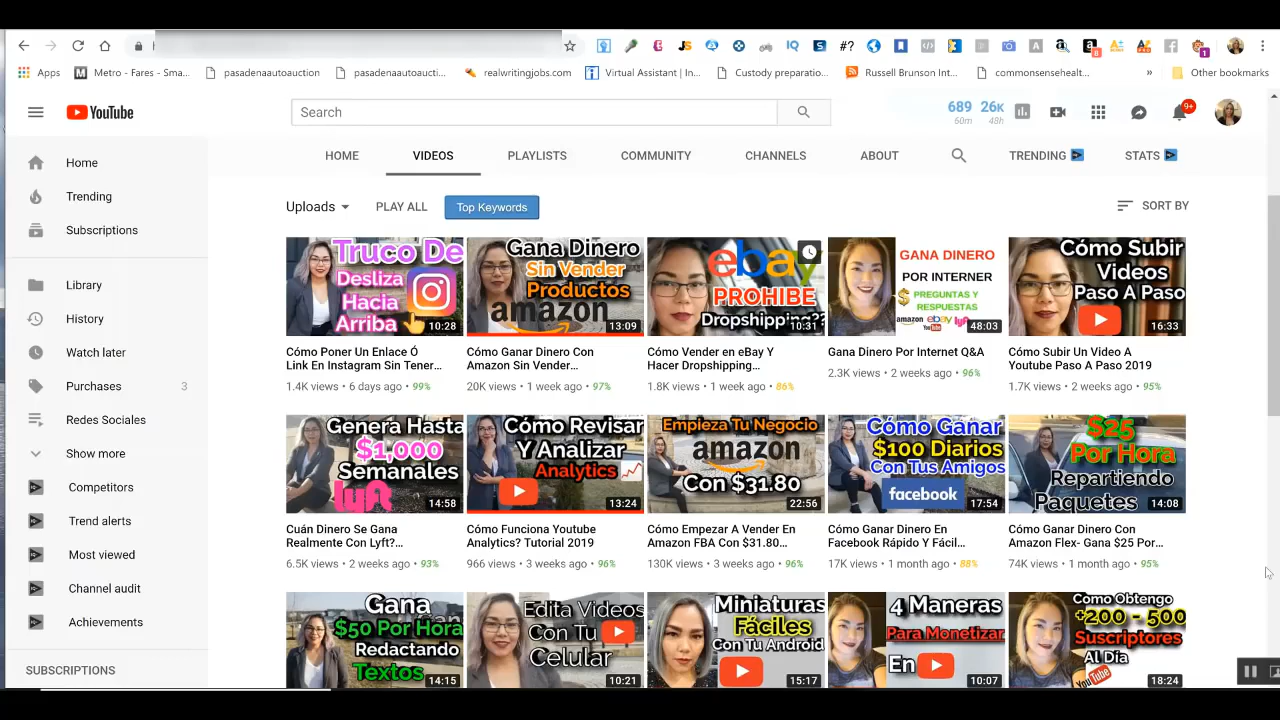 Apps
Metro - Fares - Sma...
pasadenaautoauction
pasadenaautoaucti...
realwritingjobs.com
Virtual Assistant | In...
Custody preparatio...
Russell Brunson Int...
commonsensehealt...
»
Other bookmarks
YouTube
Search
689 26K
60m 48h
9+
Home
Trending
Subscriptions
Library
History
Watch later
Purchases 3
Redes Sociales
Show more
Competitors
Trend alerts
Most viewed
Channel audit
Achievements
SUBSCRIPTIONS
HOME VIDEOS PLAYLISTS COMMUNITY CHANNELS ABOUT TRENDING STATS
Uploads PLAY ALL Top Keywords SORT BY
Truco De
Desliza
Hacia
Arriba
10:28
Cómo Poner Un Enlace Ó
Link En Instagram Sin Tener...
1.4K views • 6 days ago • 99%
Gana Dinero
Sin Vender
Productos
amazon
13:09
Cómo Ganar Dinero Con
Amazon Sin Vender...
20K views • 1 week ago • 97%
ebay
PROHIBE
Dropshipping??
10:31
Cómo Vender en eBay Y
Hacer Dropshipping...
1.8K views • 1 week ago • 86%
GANA DINERO
POR INTERNER
$ PREGUNTAS Y
RESPUESTAS
amazon ebay lyft
YouTube
48:03
Gana Dinero Por Internet Q&A
2.3K views • 2 weeks ago • 96%
Cómo Subir
Videos
Paso A Paso
16:33
Cómo Subir Un Video A
Youtube Paso A Paso 2019
1.7K views • 2 weeks ago • 95%
Genera Hasta
$1,000
Semanales
lyft
14:58
Cuán Dinero Se Gana
Realmente Con Lyft?...
6.5K views • 2 weeks ago • 93%
Cómo Revisar
Y Analizar
Analytics
13:24
Cómo Funciona Youtube
Analytics? Tutorial 2019
966 views • 3 weeks ago • 96%
Empieza Tu Negocio
amazon
Con $31.80
22:56
Cómo Empezar A Vender En
Amazon FBA Con $31.80...
130K views • 3 weeks ago • 96%
Cómo Ganar
$100 Diarios
Con Tus Amigos
facebook
17:54
Cómo Ganar Dinero En
Facebook Rápido Y Fácil...
17K views • 1 month ago • 88%
$25
Por Hora
Repartiendo
Paquetes
14:08
Cómo Ganar Dinero Con
Amazon Flex- Gana $25 Por...
74K views • 1 month ago • 95%
Gana
$50 Por Hora
Redactando
Textos
14:15
Edita Videos
Con Tu
Celular
10:21
Miniaturas
Fáciles
Con Tu Android
15:17
4 Maneras
Para Monetizar
En
10:07
Como Obtengo
+200 - 500
Suscriptores
Al Día
YouTube
18:24